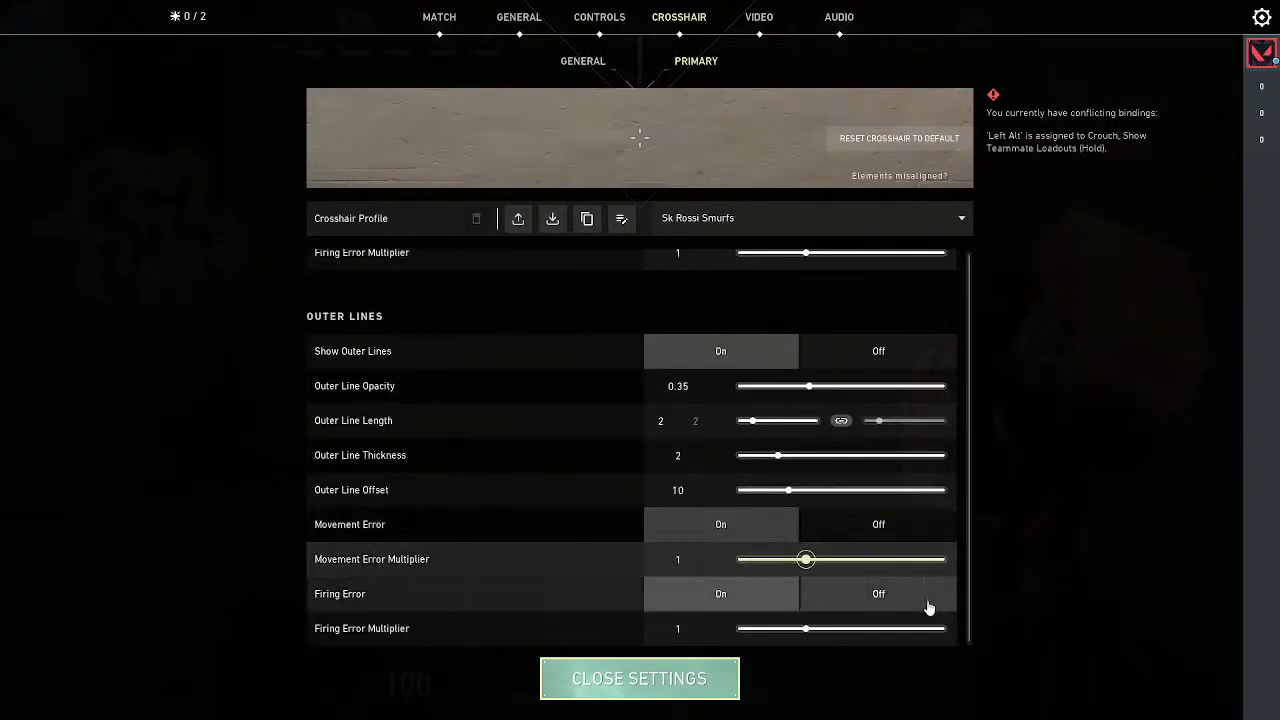 0 / 2
MATCH
GENERAL
CONTROLS
CROSSHAIR
VIDEO
AUDIO
GENERAL
PRIMARY
RESET CROSSHAIR TO DEFAULT
Elements misaligned?
You currently have conflicting bindings:
'Left Alt' is assigned to Crouch, Show
Teammate Loadouts (Hold).
0
0
0
Crosshair Profile
Sk Rossi Smurfs
Firing Error Multiplier 1
OUTER LINES
Show Outer Lines On Off
Outer Line Opacity 0.35
Outer Line Length 2 2
Outer Line Thickness 2
Outer Line Offset 10
Movement Error On Off
Movement Error Multiplier 1
Firing Error On Off
Firing Error Multiplier 1
CLOSE SETTINGS
100